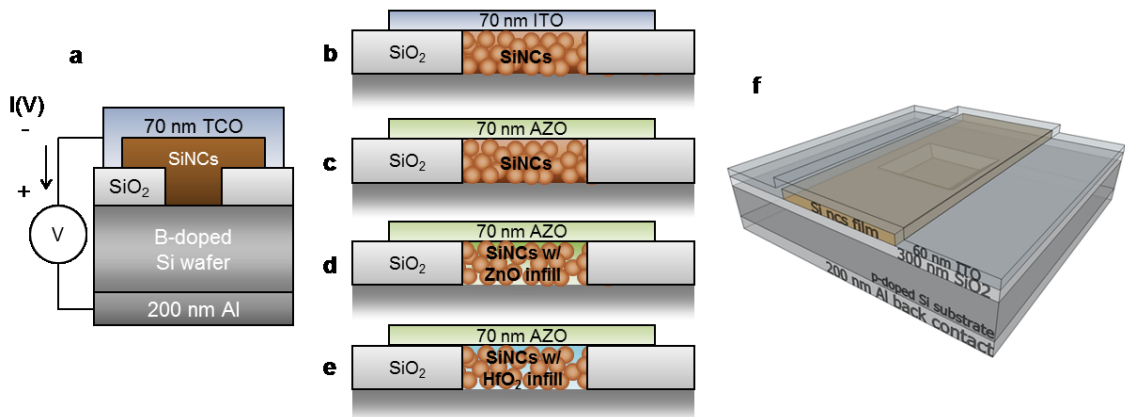 a
I(V)
-
+
V
70 nm TCO
SiNCs
SiO₂
B-doped
Si wafer
200 nm Al
b
70 nm ITO
SiO₂
SiNCs
c
70 nm AZO
SiO₂
SiNCs
d
70 nm AZO
SiO₂
SiNCs w/
ZnO infill
e
70 nm AZO
SiO₂
SiNCs w/
HfO₂ infill
f
Si ncs film
60 nm ITO
300 nm SiO2
p-doped Si substrate
200 nm Al back contact